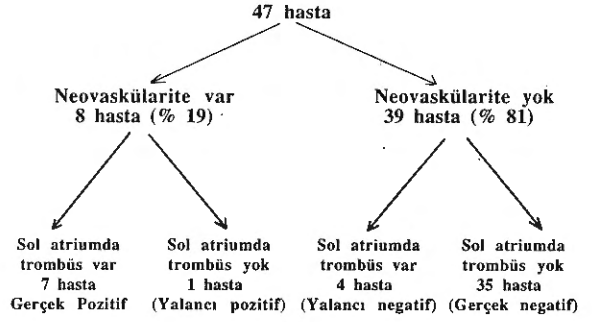 47 hasta
Neovaskülarite var
8 hasta (% 19)
Neovaskülarite yok
39 hasta (% 81)
Sol atriumda
trombüs var
7 hasta
Gerçek Pozitif
Sol atriumda
trombüs yok
1 hasta
(Yalancı pozitif)
Sol atriumda
trombüs var
4 hasta
(Yalancı negatif)
Sol atriumda
trombüs yok
35 hasta
(Gerçek negatif)